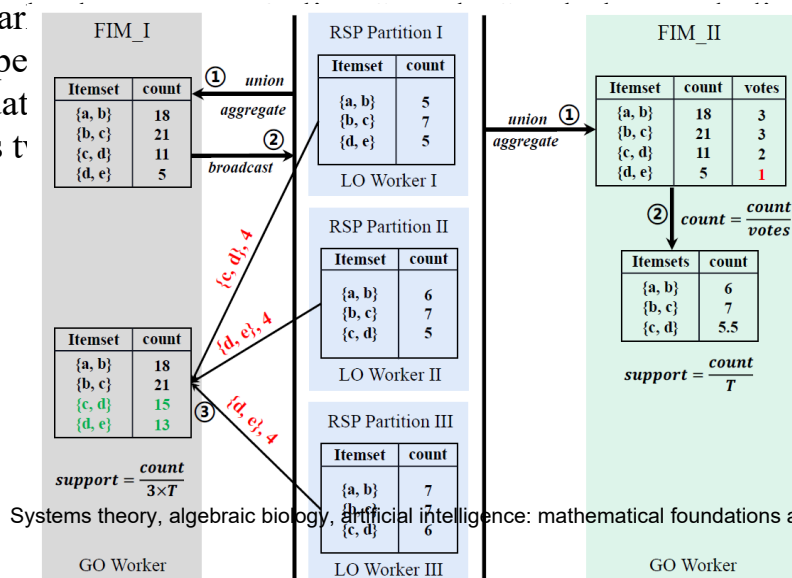 FIM_I
① union
aggregate
②
broadcast
Itemset count
{a, b} 18
{b, c} 21
{c, d} 11
{d, e} 5
{c, d}, 4
{d, e}, 4
{d, e}, 4
③
Itemset count
{a, b} 18
{b, c} 21
{c, d} 15
{d, e} 13
support = count / 3×T
GO Worker
RSP Partition I
Itemset count
{a, b} 5
{b, c} 7
{d, e} 5
LO Worker I
RSP Partition II
Itemset count
{a, b} 6
{b, c} 7
{c, d} 5
LO Worker II
RSP Partition III
Itemset count
{a, b} 7
{b, c} 7
{c, d} 6
LO Worker III
Systems theory, algebraic biology, artificial intelligence: mathematical foundations a
FIM_II
union ①
aggregate
Itemset count votes
{a, b} 18 3
{b, c} 21 3
{c, d} 11 2
{d, e} 5 1
② count = count / votes
Itemsets count
{a, b} 6
{b, c} 7
{c, d} 5.5
support = count / T
GO Worker